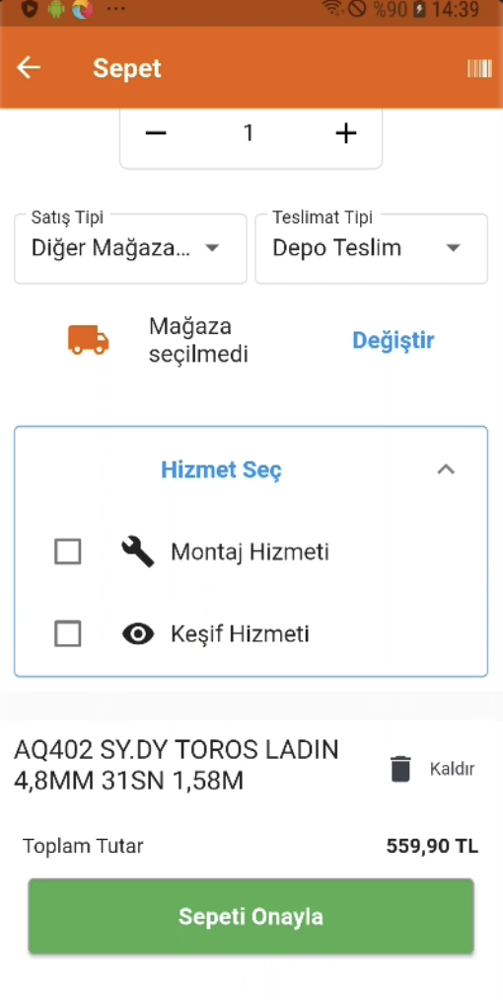 %90 14:39
Sepet
1
Satış Tipi
Teslimat Tipi
Diğer Mağaza...
Depo Teslim
Mağaza
seçilmedi
Değiştir
Hizmet Seç
Montaj Hizmeti
Keşif Hizmeti
AQ402 SY.DY TOROS LADIN
4,8MM 31SN 1,58M
Kaldır
Toplam Tutar
559,90 TL
Sepeti Onayla